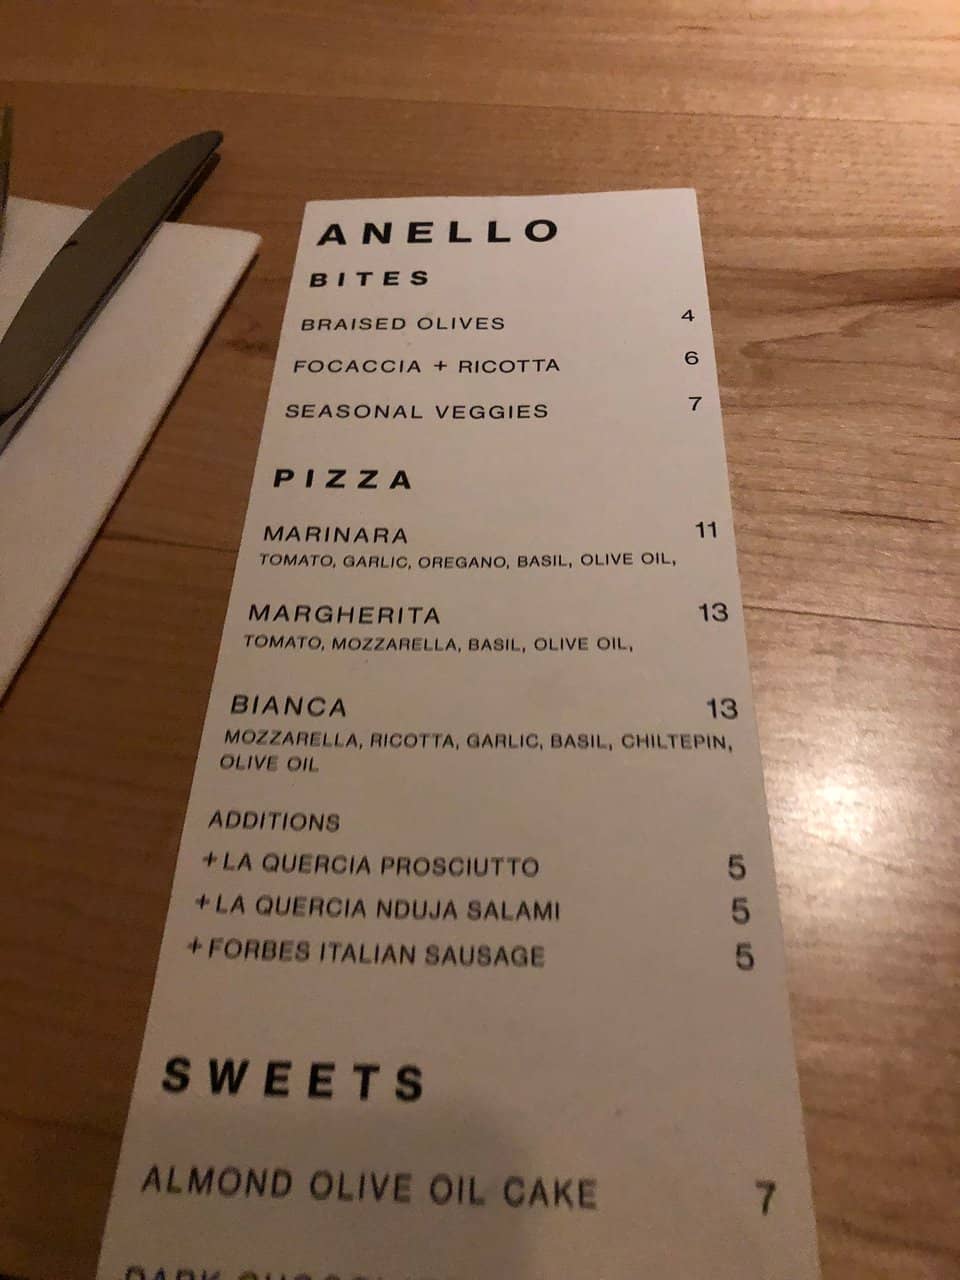 ANELLO
BITES
BRAISED OLIVES 4
FOCACCIA + RICOTTA 6
SEASONAL VEGGIES 7
PIZZA
MARINARA 11
TOMATO, GARLIC, OREGANO, BASIL, OLIVE OIL,
MARGHERITA 13
TOMATO, MOZZARELLA, BASIL, OLIVE OIL,
BIANCA 13
MOZZARELLA, RICOTTA, GARLIC, BASIL, CHILTEPIN,
OLIVE OIL
ADDITIONS
+LA QUERCIA PROSCIUTTO 5
+LA QUERCIA NDUJA SALAMI 5
+FORBES ITALIAN SAUSAGE 5
SWEETS
ALMOND OLIVE OIL CAKE 7
DARK